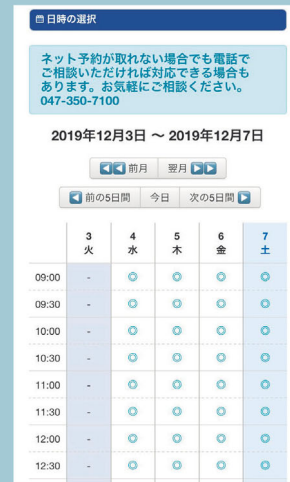 日時の選択
ネット予約が取れない場合でも電話で
ご相談いただければ対応できる場合も
あります。お気軽にご相談ください。
047-350-7100
2019年12月3日 〜 2019年12月7日
前月 翌月
前の5日間 今日 次の5日間
3 4 5 6 7
火 水 木 金 土
09:00 - ◎ ◎ ◎ ◎
09:30 - ◎ ◎ ◎ ◎
10:00 - ◎ ◎ ◎ ◎
10:30 - ◎ ◎ ◎ ◎
11:00 - ◎ ◎ ◎ ◎
11:30 - ◎ ◎ ◎ ◎
12:00 - ◎ ◎ ◎ ◎
12:30 - ◎ ◎ ◎ ◎